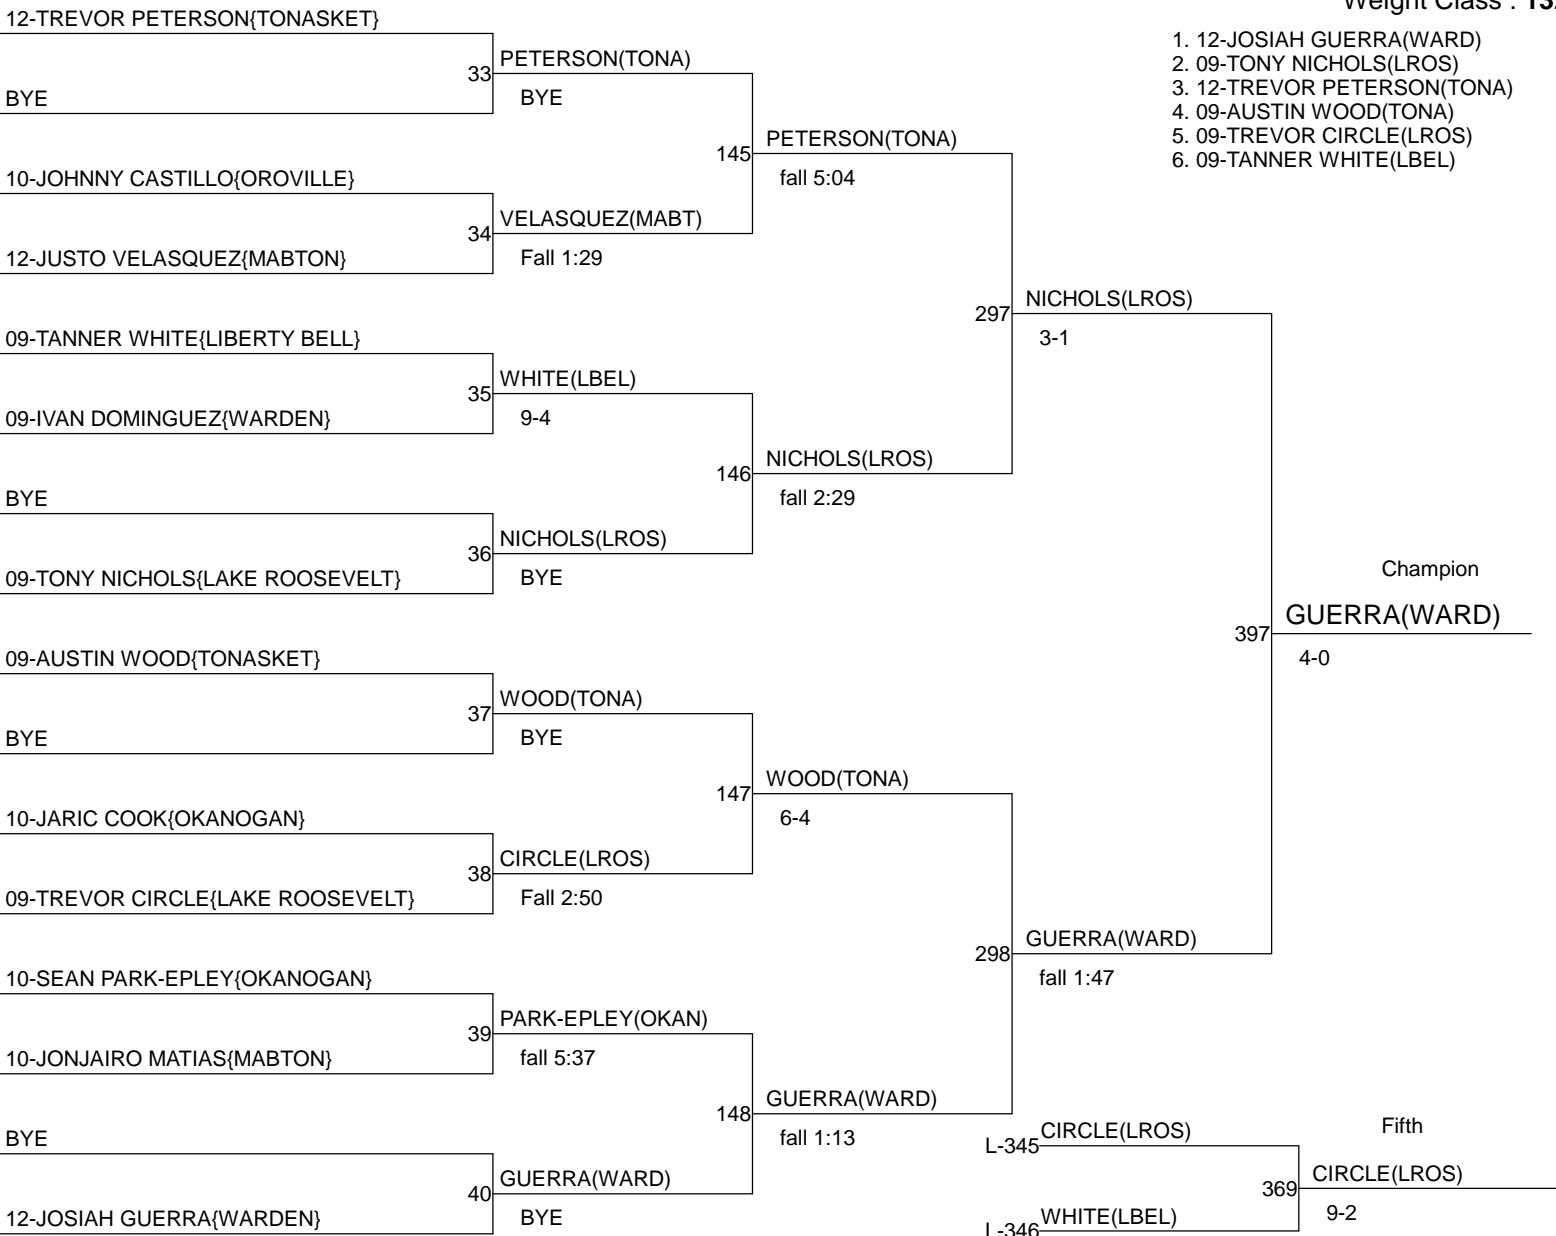 12-TREVOR PETERSON{TONASKET}
BYE
33
PETERSON(TONA)
BYE
10-JOHNNY CASTILLO{OROVILLE}
12-JUSTO VELASQUEZ{MABTON}
34
VELASQUEZ(MABT)
Fall 1:29
145
PETERSON(TONA)
fall 5:04
09-TANNER WHITE{LIBERTY BELL}
09-IVAN DOMINGUEZ{WARDEN}
35
WHITE(LBEL)
9-4
BYE
09-TONY NICHOLS{LAKE ROOSEVELT}
36
NICHOLS(LROS)
BYE
146
NICHOLS(LROS)
fall 2:29
297
NICHOLS(LROS)
3-1
09-AUSTIN WOOD{TONASKET}
BYE
37
WOOD(TONA)
BYE
10-JARIC COOK{OKANOGAN}
09-TREVOR CIRCLE{LAKE ROOSEVELT}
38
CIRCLE(LROS)
Fall 2:50
147
WOOD(TONA)
6-4
10-SEAN PARK-EPLEY{OKANOGAN}
10-JONJAIRO MATIAS{MABTON}
39
PARK-EPLEY(OKAN)
fall 5:37
BYE
12-JOSIAH GUERRA{WARDEN}
40
GUERRA(WARD)
BYE
148
GUERRA(WARD)
fall 1:13
298
GUERRA(WARD)
fall 1:47
Champion
397
GUERRA(WARD)
4-0
Weight Class :
1. 12-JOSIAH GUERRA(WARD)
2. 09-TONY NICHOLS(LROS)
3. 12-TREVOR PETERSON(TONA)
4. 09-AUSTIN WOOD(TONA)
5. 09-TREVOR CIRCLE(LROS)
6. 09-TANNER WHITE(LBEL)
Fifth
L-345
CIRCLE(LROS)
L-346
WHITE(LBEL)
369
CIRCLE(LROS)
9-2